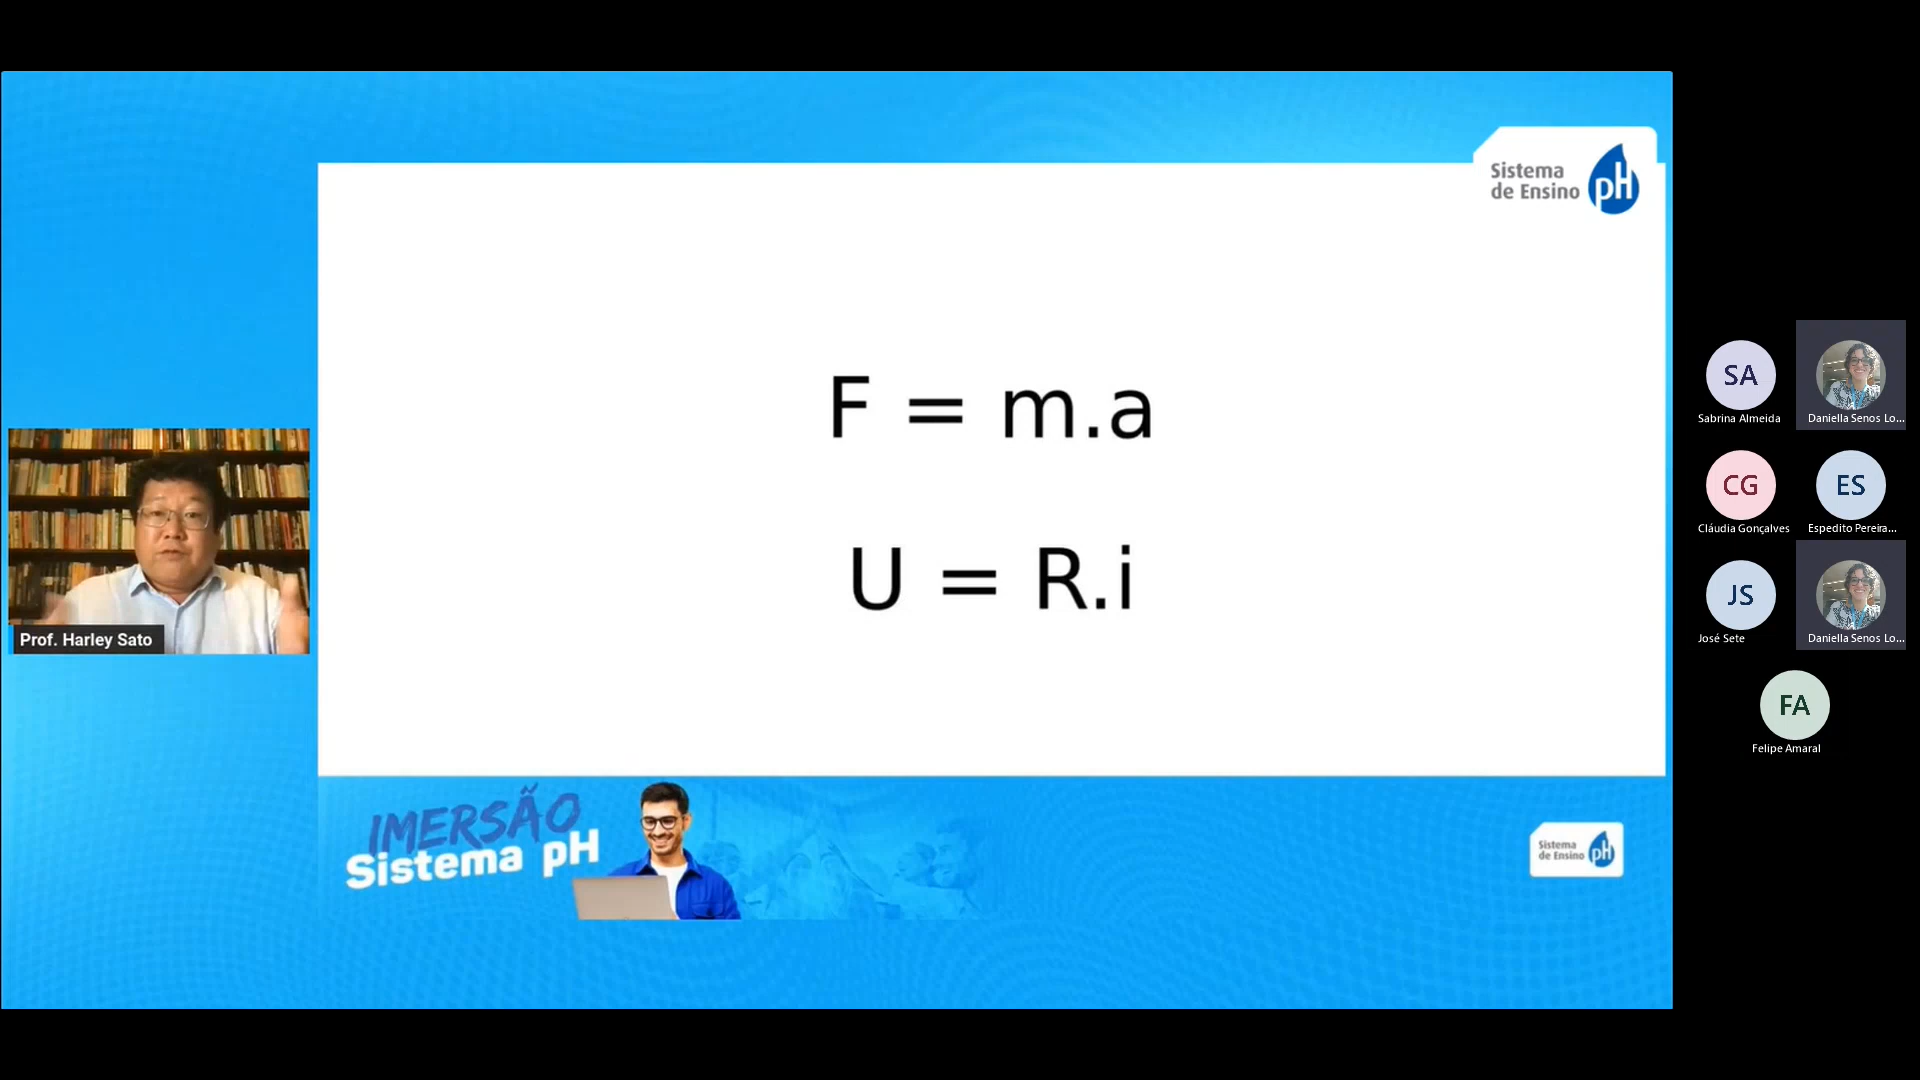 Sistema
de Ensino pH
F = m.a
U = R.i
Prof. Harley Sato
IMERSÃO
Sistema pH
Sistema
de Ensino pH
SA
Sabrina Almeida
Daniella Senos Lo...
CG
Cláudia Gonçalves
ES
Espedito Pereira...
JS
José Sete
Daniella Senos Lo...
FA
Felipe Amaral